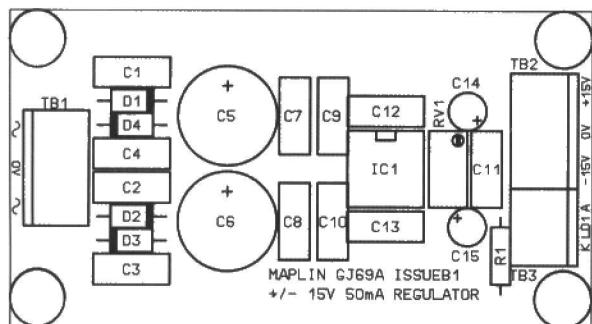 C1
TB1
D1
D4
C4
C2
D2
D3
C3
~
0V
~
+
C5
+
C6
C7
C9
C8
C10
C12
IC1
C13
RV1
C14
+
C11
+
C15
R1
TB2
+15V
0V
-15V
K LD1 A
TB3
MAPLIN GJ69A ISSUEB1
+/- 15V 50mA REGULATOR